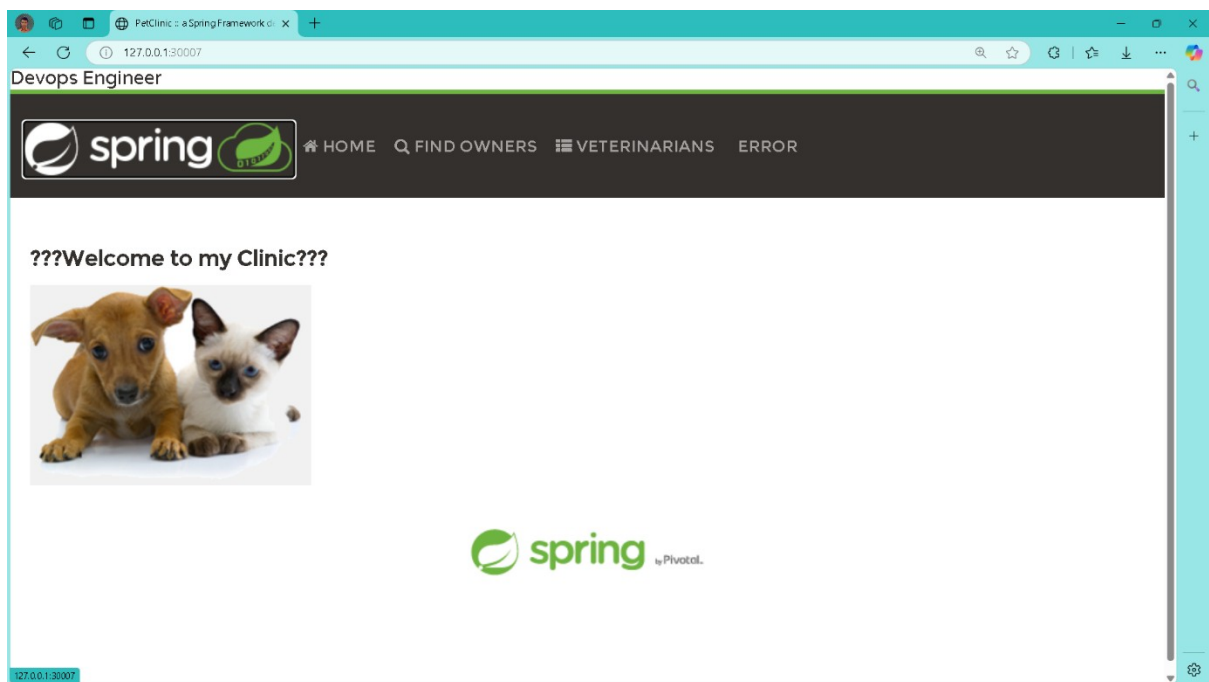 PetClinic :: a Spring Framework d
127.0.0.1:30007
Devops Engineer
spring
HOME FIND OWNERS VETERINARIANS ERROR
???Welcome to my Clinic???
spring by Pivotal.
127.0.0.1:30007